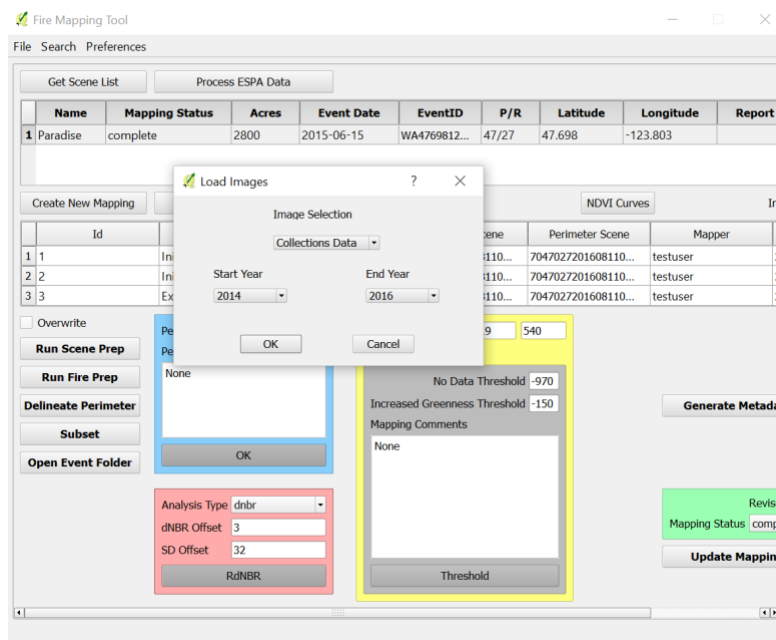 Fire Mapping Tool
File Search Preferences
Get Scene List Process ESPA Data
Name Mapping Status Acres Event Date EventID P/R Latitude Longitude Report
1 Paradise complete 2800 2015-06-15 WA4769812... 47/27 47.698 -123.803
Load Images ? 
Create New Mapping NDVI Curves
Image Selection
Collections Data
Id Perimeter Scene Mapper
1 1 110... 7047027201608110... testuser
2 2 110... 7047027201608110... testuser
3 3 Ex 110... 7047027201608110... testuser
Start Year End Year
2014 2016
OK Cancel
Overwrite
Run Scene Prep
Run Fire Prep
Delineate Perimeter
Subset
Open Event Folder
Pe
Pe
None
OK
9 540
No Data Threshold -970
Increased Greenness Threshold -150
Mapping Comments
None
Threshold
Analysis Type dnbr
dNBR Offset 3
SD Offset 32
RdNBR
Generate Metada
Revis
Mapping Status comp
Update Mappin